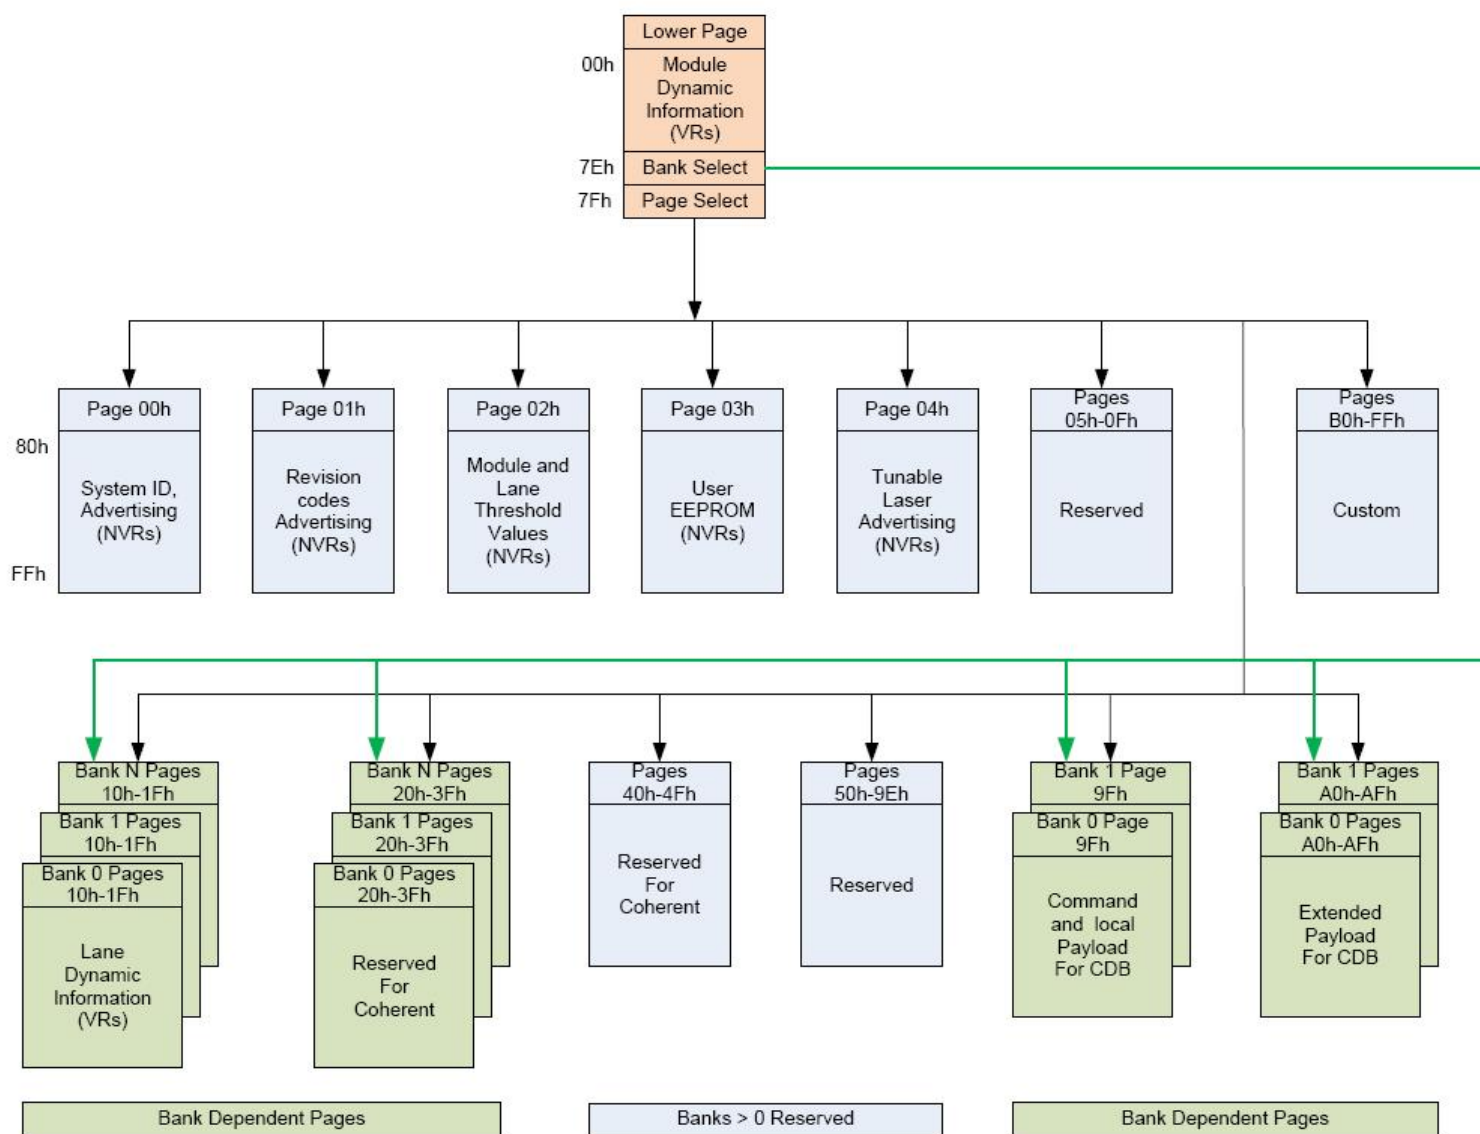 Lower Page
00h
Module
Dynamic
Information
(VRs)
7Eh
Bank Select
7Fh
Page Select
Page 00h
80h
System ID,
Advertising
(NVRs)
FFh
Page 01h
Revision
codes
Advertising
(NVRs)
Page 02h
Module and
Lane
Threshold
Values
(NVRs)
Page 03h
User
EEPROM
(NVRs)
Page 04h
Tunable
Laser
Advertising
(NVRs)
Pages
05h-0Fh
Reserved
Pages
B0h-FFh
Custom
Bank N Pages
10h-1Fh
Bank 1 Pages
10h-1Fh
Bank 0 Pages
10h-1Fh
Lane
Dynamic
Information
(VRs)
Bank N Pages
20h-3Fh
Bank 1 Pages
20h-3Fh
Bank 0 Pages
20h-3Fh
Reserved
For
Coherent
Pages
40h-4Fh
Reserved
For
Coherent
Pages
50h-9Eh
Reserved
Bank 1 Page
9Fh
Bank 0 Page
9Fh
Command
and local
Payload
For CDB
Bank 1 Pages
A0h-AFh
Bank 0 Pages
A0h-AFh
Extended
Payload
For CDB
Bank Dependent Pages
Banks > 0 Reserved
Bank Dependent Pages